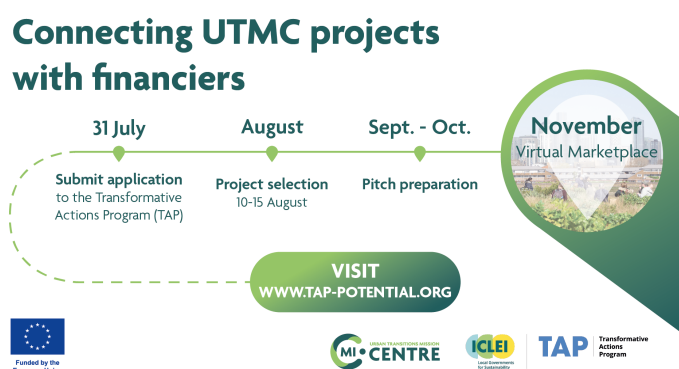 Connecting UTMC projects
with financiers
31 July
August
Sept. - Oct.
November
Virtual Marketplace
Submit application
to the Transformative
Actions Program (TAP)
Project selection
10-15 August
Pitch preparation
VISIT
WWW.TAP-POTENTIAL.ORG
Funded by the
MI
URBAN TRANSITIONS MISSION
CENTRE
ICLEI
Local Governments
for Sustainability
TAP
Transformative
Actions
Program